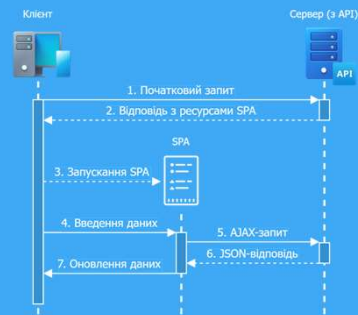 Клієнт
Сервер (з API)
API
1. Початковий запит
2. Відповідь з ресурсами SPA
SPA
3. Запускання SPA
4. Введення даних
5. AJAX-запит
6. JSON-відповідь
7. Оновлення даних